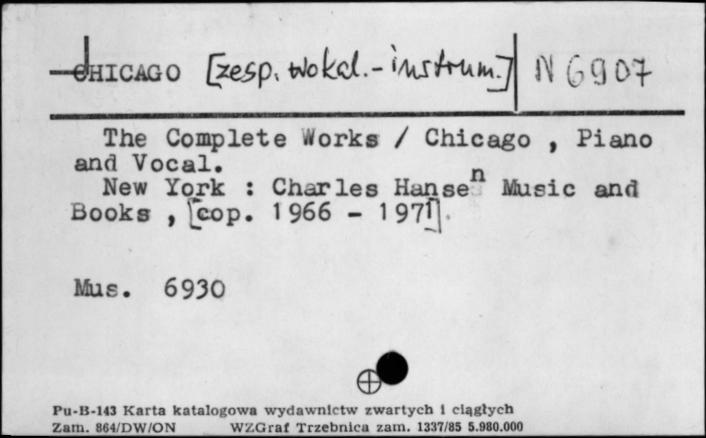 CHICAGO [zesp. wokal.-instrum.] N 6907
The Complete Works / Chicago , Piano
and Vocal.
New York : Charles Hansen Music and
Books , [cop. 1966 - 1971].
Mus. 6930
Pu-B-143 Karta katalogowa wydawnictw zwartych i ciągłych
Zam. 864/DW/ON WZGraf Trzebnica zam. 1337/85 5.980.000